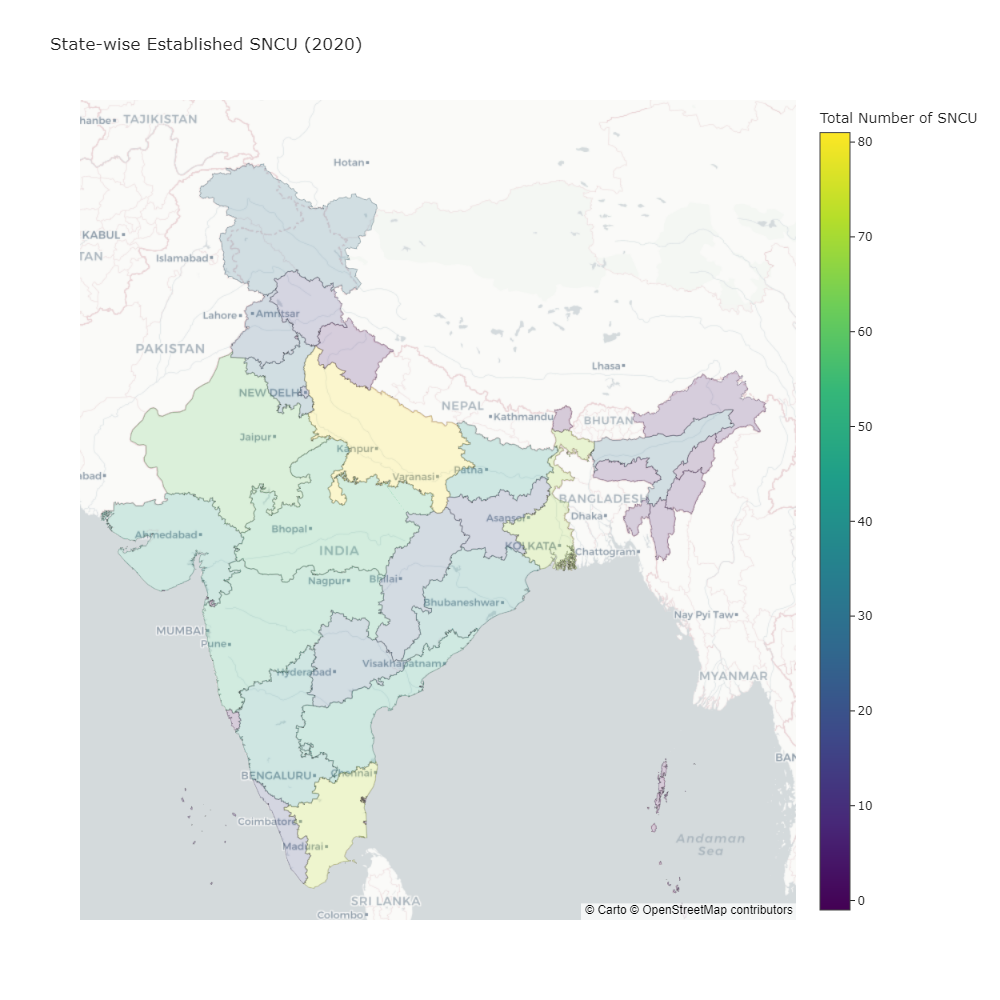 State-wise Established SNCU (2020)
Total Number of SNCU
80
70
60
50
40
30
20
10
0
TAJIKISTAN
Hotan
KABUL
TAN
Islamabad
Lahore
Amritsar
PAKISTAN
Lhasa
NEW DELHI
NEPAL
Kathmandu
BHUTAN
Jaipur
Kanpur
Varanasi
Patna
BANGLADESH
Asansol
Dhaka
Ahmedabad
Bhopal
KOLKATA
Chattogram
INDIA
Nagpur
Bhilai
Bhubaneshwar
Nay Pyi Taw
MUMBAI
Pune
Visakhapatnam
Hyderabad
MYANMAR
BENGALURU
Chennai
Coimbatore
Madurai
Andaman
Sea
SRI LANKA
Colombo
© Carto © OpenStreetMap contributors